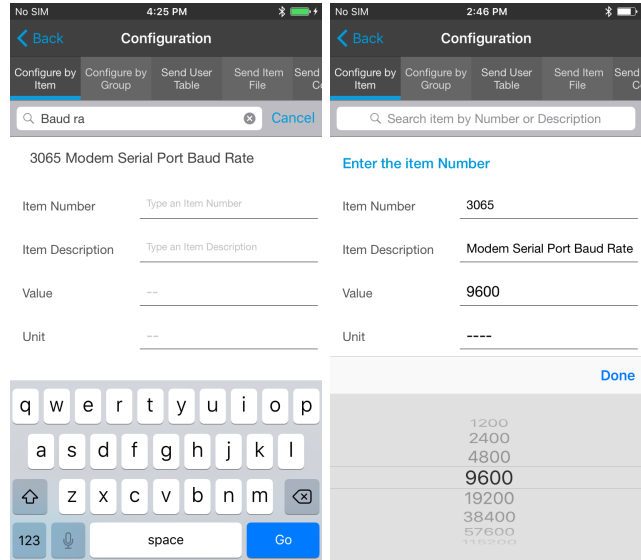 No SIM 4:25 PM
Back Configuration
Configure by Item Configure by Group Send User Table Send Item File Send
Baud ra Cancel
3065 Modem Serial Port Baud Rate
Item Number Type an Item Number
Item Description Type an Item Description
Value --
Unit --
q w e r t y u i o p
a s d f g h j k l
z x c v b n m
123 space Go
No SIM 2:46 PM
Back Configuration
Configure by Item Configure by Group Send User Table Send Item File Send
Search item by Number or Description
Enter the item Number
Item Number 3065
Item Description Modem Serial Port Baud Rate
Value 9600
Unit ----
Done
1200
2400
4800
9600
19200
38400
57600
115200